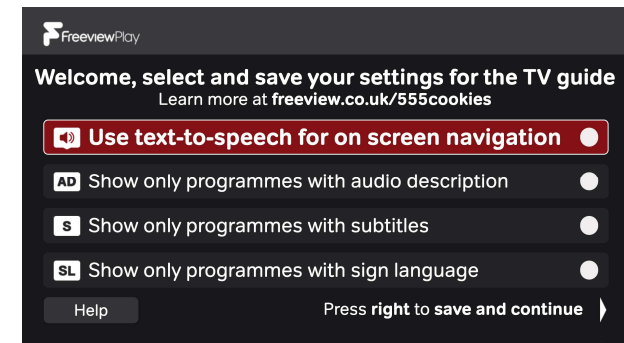 FreeviewPlay
Welcome, select and save your settings for the TV guide
Learn more at freeview.co.uk/555cookies
Use text-to-speech for on screen navigation
AD Show only programmes with audio description
S Show only programmes with subtitles
SL Show only programmes with sign language
Help
Press right to save and continue